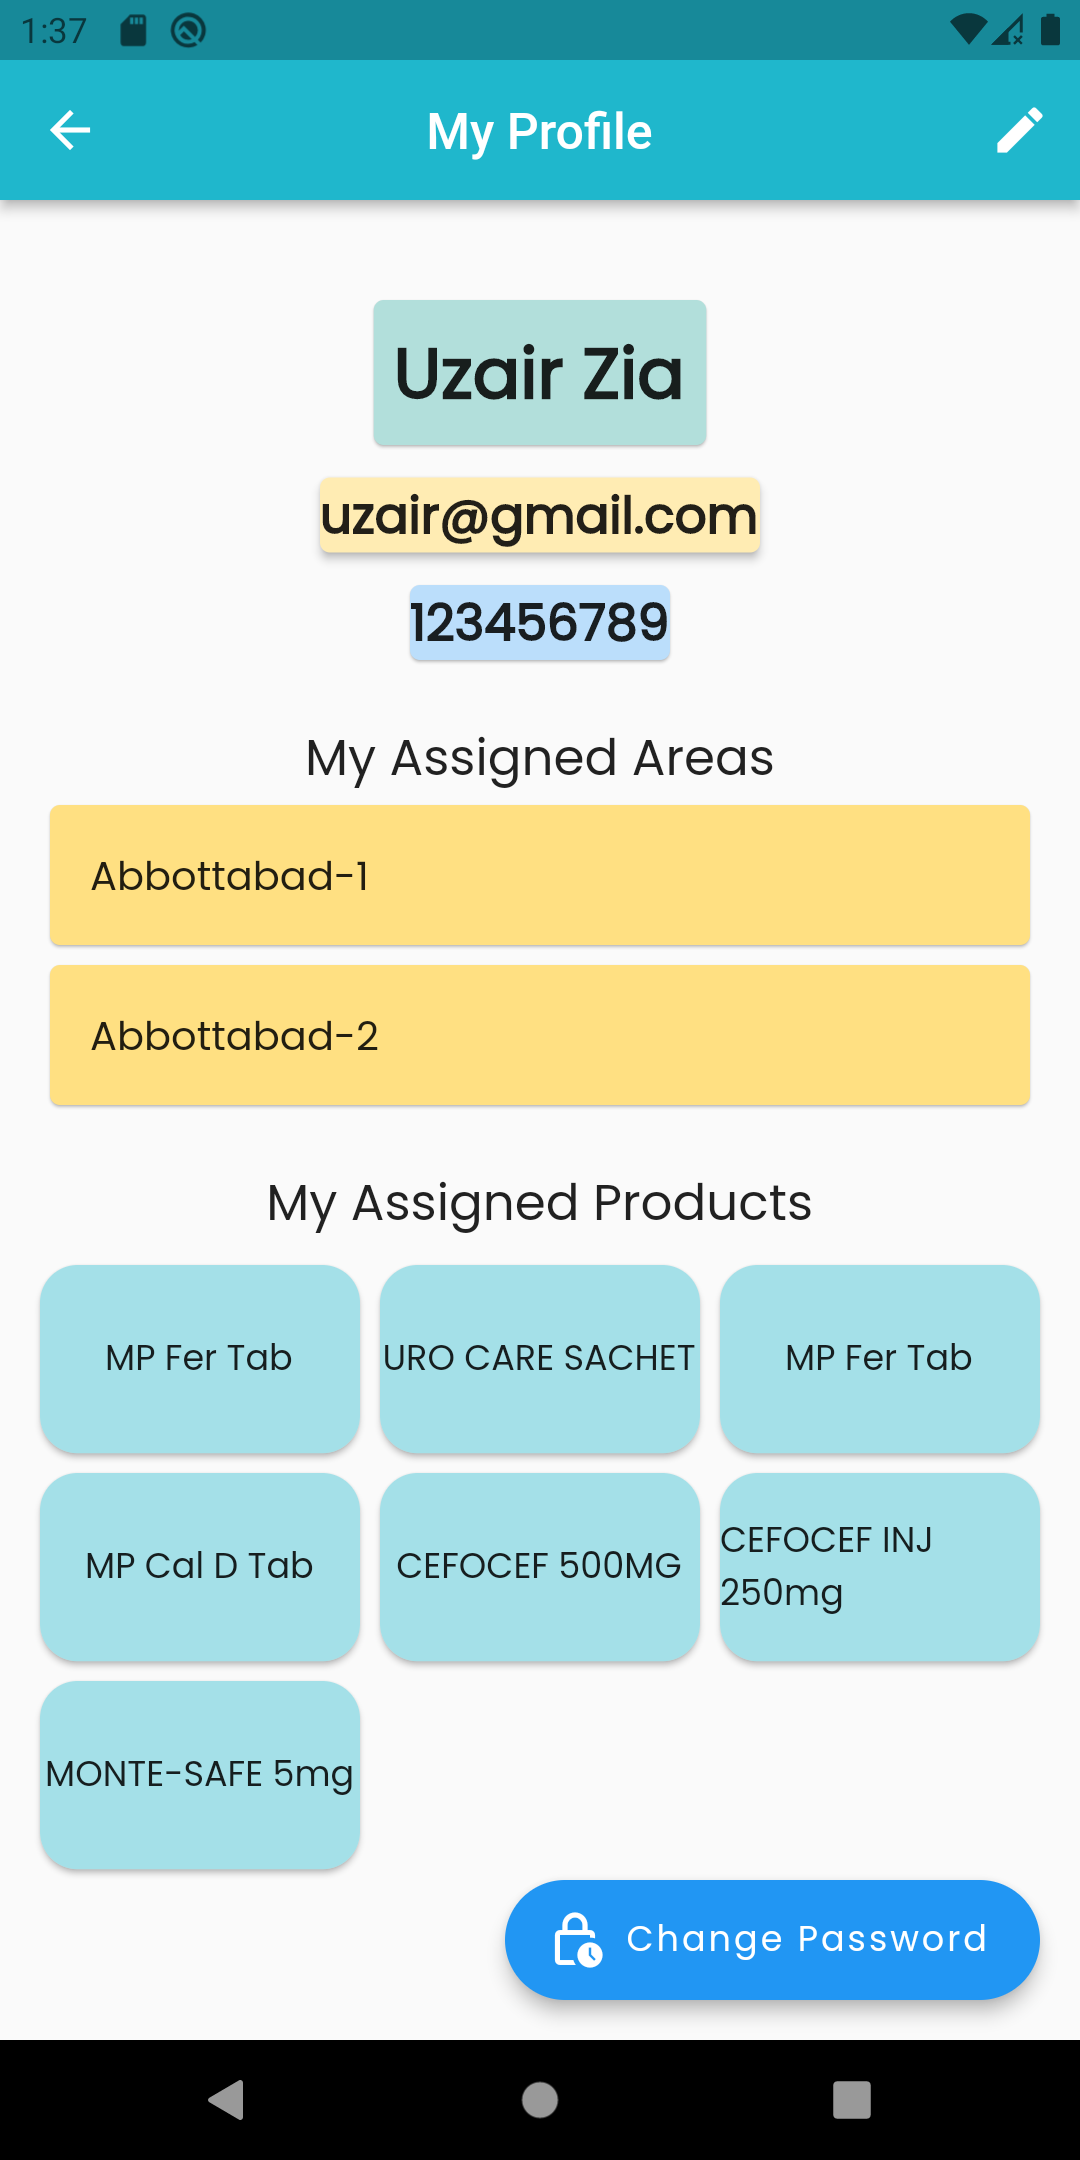 1:37
My Profile
Uzair Zia
uzair@gmail.com
123456789
My Assigned Areas
Abbottabad-1
Abbottabad-2
My Assigned Products
MP Fer Tab
URO CARE SACHET
MP Fer Tab
MP Cal D Tab
CEFOCEF 500MG
CEFOCEF INJ
250mg
MONTE-SAFE 5mg
Change Password